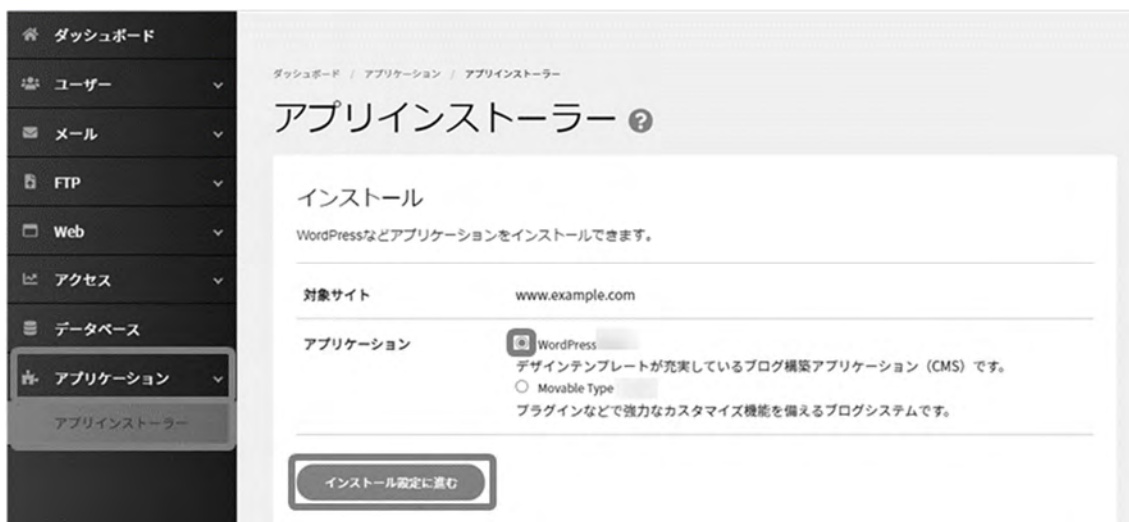 ダッシュボード
ユーザー
メール
FTP
Web
アクセス
データベース
アプリケーション
アプリインストーラー
ダッシュボード / アプリケーション / アプリインストーラー
アプリインストーラー ?
インストール
WordPressなどアプリケーションをインストールできます。
対象サイト www.example.com
アプリケーション WordPress
デザインテンプレートが充実しているブログ構築アプリケーション（CMS）です。
Movable Type
プラグインなどで強力なカスタマイズ機能を備えるブログシステムです。
インストール設定に進む